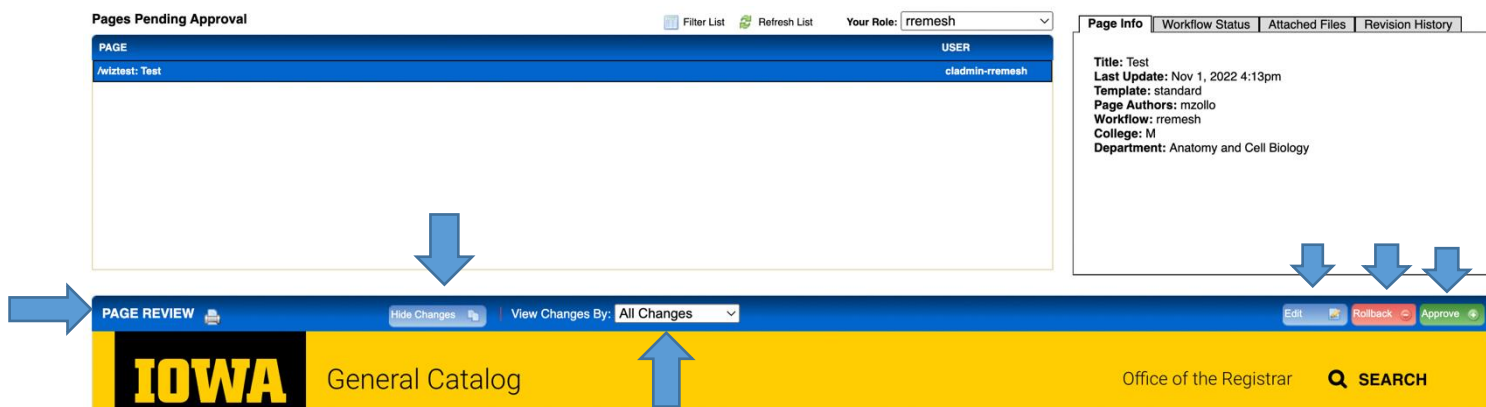 Pages Pending Approval
Filter List Refresh List Your Role: rremesh
PAGE USER
/wiztest: Test cladmin-rremesh
Page Info Workflow Status Attached Files Revision History
Title: Test
Last Update: Nov 1, 2022 4:13pm
Template: standard
Page Authors: mzollo
Workflow: rremesh
College: M
Department: Anatomy and Cell Biology
PAGE REVIEW Hide Changes View Changes By: All Changes Edit Rollback Approve
IOWA General Catalog Office of the Registrar SEARCH